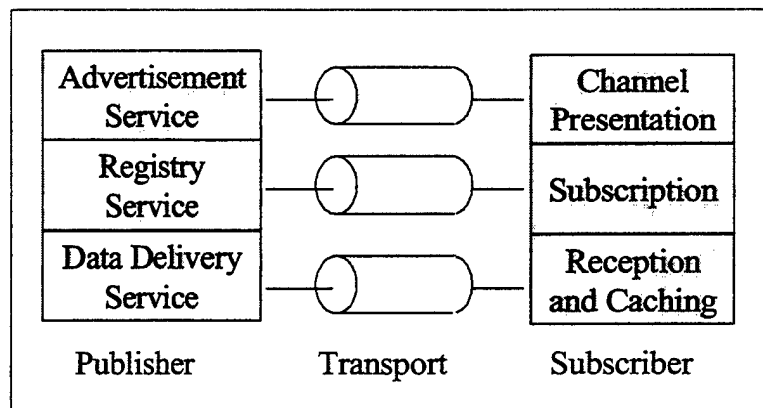 Advertisement
Service
Channel
Presentation
Registry
Service
Subscription
Data Delivery
Service
Reception
and Caching
Publisher
Transport
Subscriber